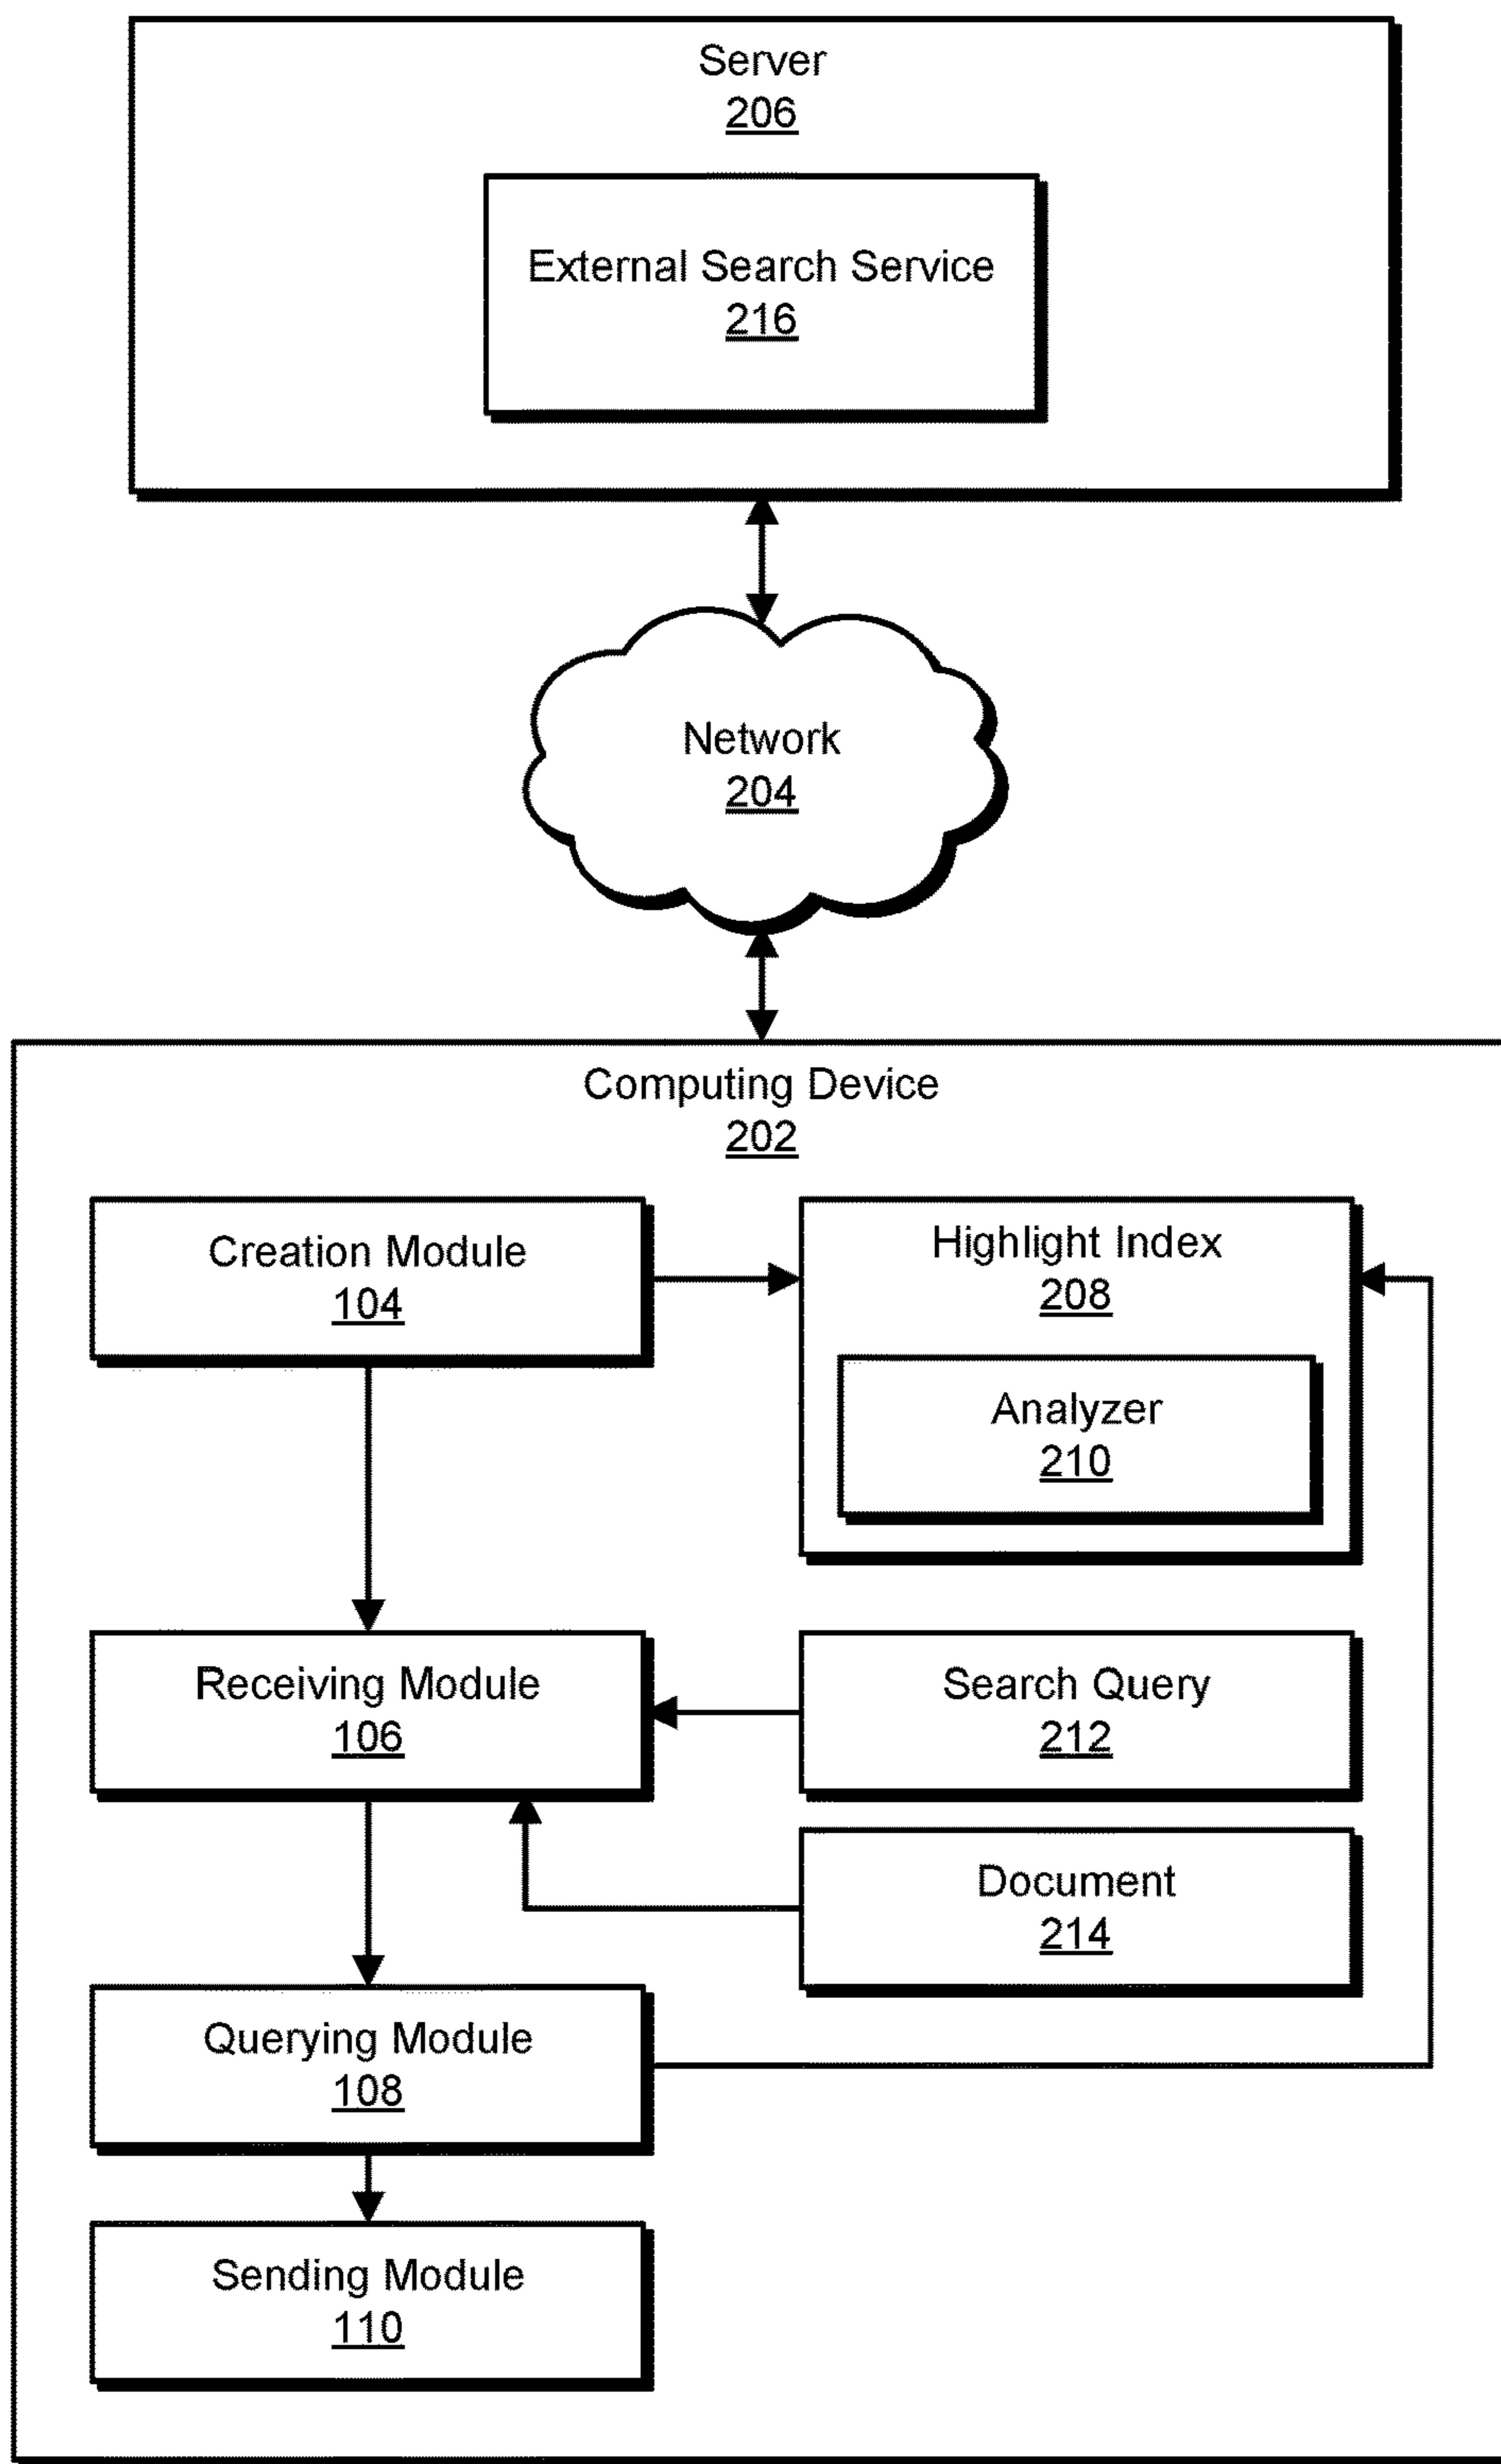 Server
206
External Search Service
216
Network
204
Computing Device
202
Creation Module
104
Highlight Index
208
Analyzer
210
Receiving Module
106
Search Query
212
Document
214
Querying Module
108
Sending Module
110